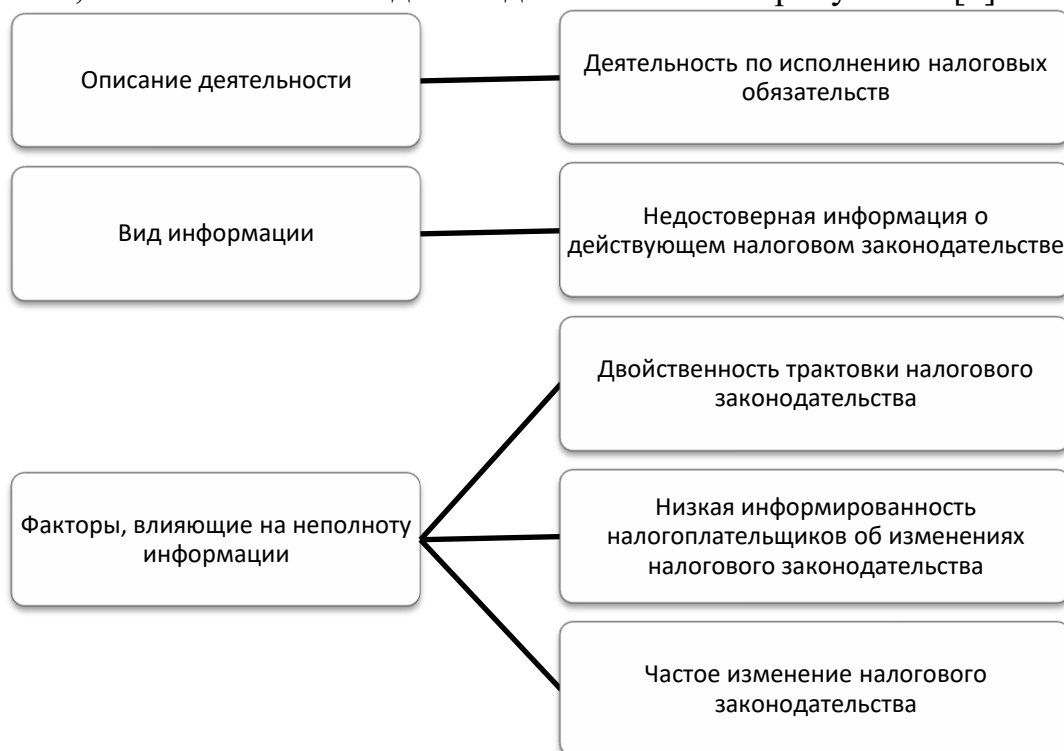 Описание деятельности
Деятельность по исполнению налоговых
обязательств
Вид информации
Недостоверная информация о
действующем налоговом законодательстве
Факторы, влияющие на неполноту
информации
Двойственность трактовки налогового
законодательства
Низкая информированность
налогоплательщиков об изменениях
налогового законодательства
Частое изменение налогового
законодательства